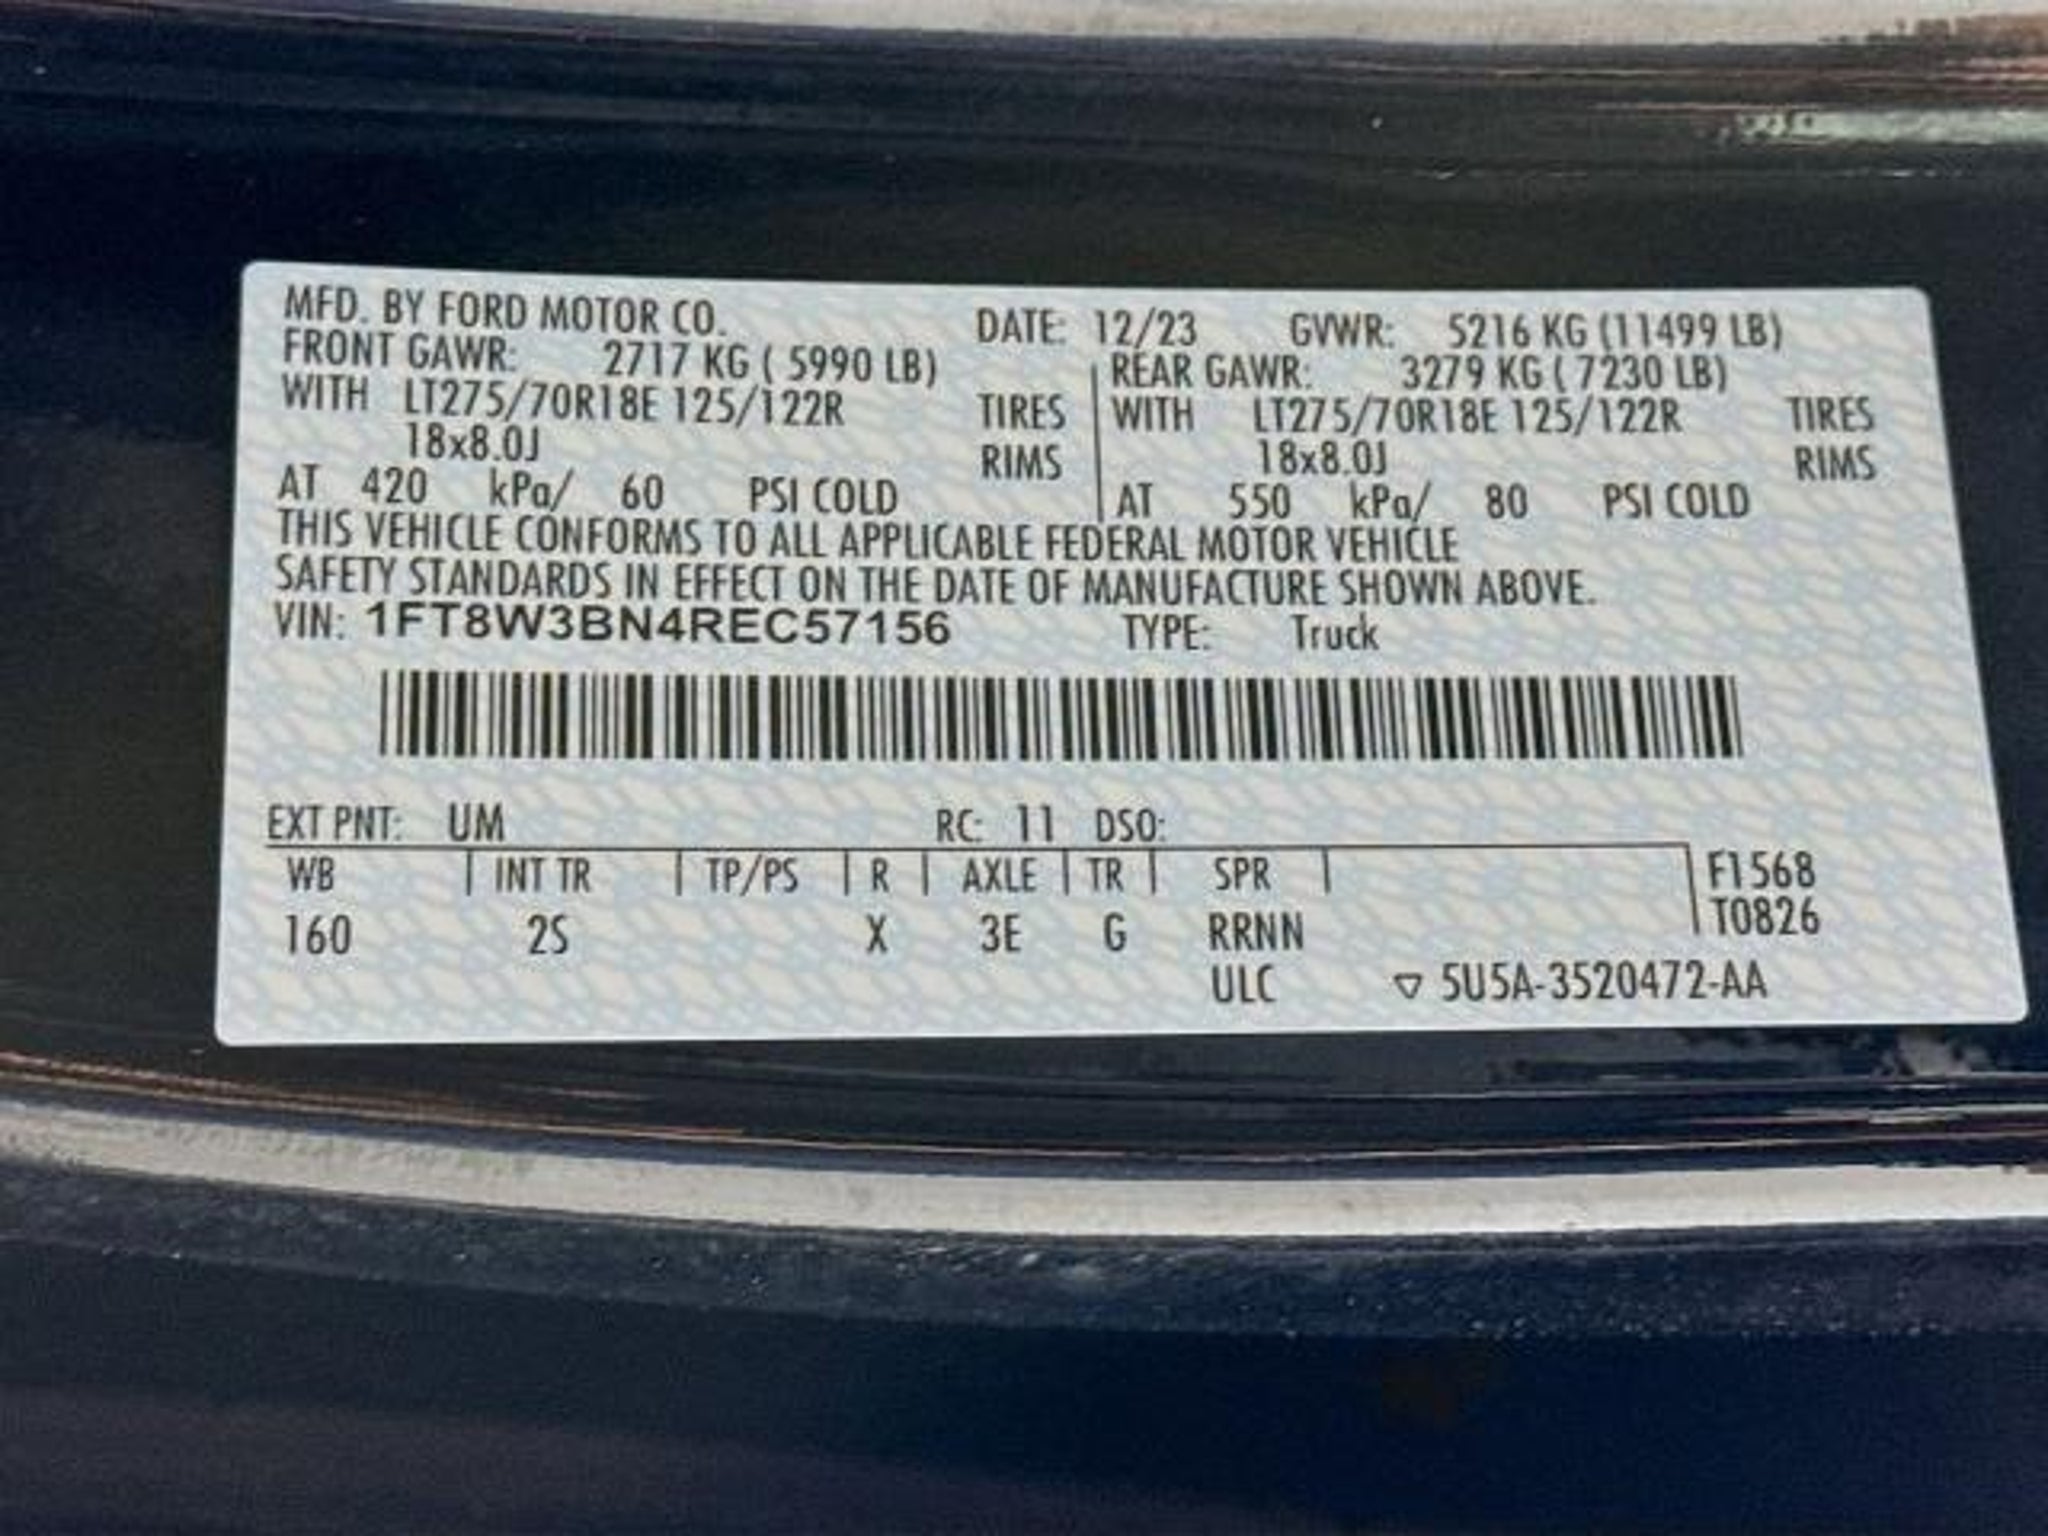 MFD. BY FORD MOTOR CO. DATE: 12/23 GVWR: 5216 KG (11499 LB)
FRONT GAWR: 2717 KG ( 5990 LB) REAR GAWR: 3279 KG ( 7230 LB)
WITH LT275/70R18E 125/122R TIRES WITH LT275/70R18E 125/122R TIRES
18x8.0J RIMS 18x8.0J RIMS
AT 420 kPa/ 60 PSI COLD AT 550 kPa/ 80 PSI COLD
THIS VEHICLE CONFORMS TO ALL APPLICABLE FEDERAL MOTOR VEHICLE
SAFETY STANDARDS IN EFFECT ON THE DATE OF MANUFACTURE SHOWN ABOVE.
VIN: 1FT8W3BN4REC57156 TYPE: Truck
EXT PNT: UM RC: 11 DSO:
WB INT TR TP/PS R AXLE TR SPR F1568
160 2S X 3E G RRNN T0826
ULC ▽ 5U5A-3520472-AA